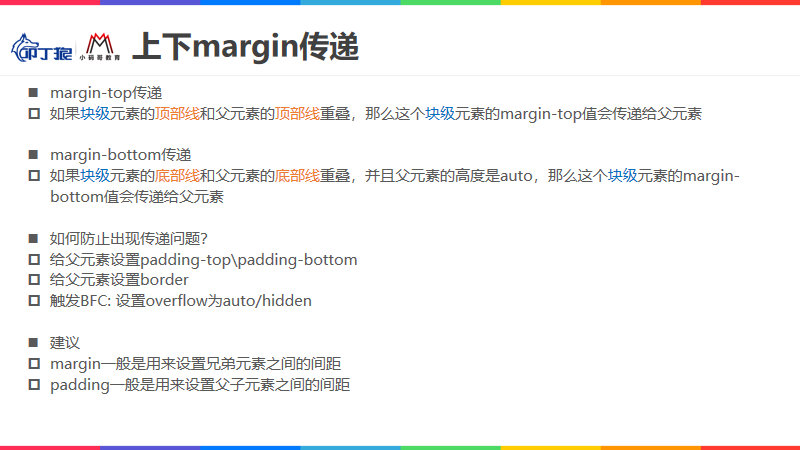 叩丁狼
小码哥教育
上下margin传递
margin-top传递
如果块级元素的顶部线和父元素的顶部线重叠，那么这个块级元素的margin-top值会传递给父元素
margin-bottom传递
如果块级元素的底部线和父元素的底部线重叠，并且父元素的高度是auto，那么这个块级元素的margin-
bottom值会传递给父元素
如何防止出现传递问题？
给父元素设置padding-top\padding-bottom
给父元素设置border
触发BFC: 设置overflow为auto/hidden
建议
margin一般是用来设置兄弟元素之间的间距
padding一般是用来设置父子元素之间的间距